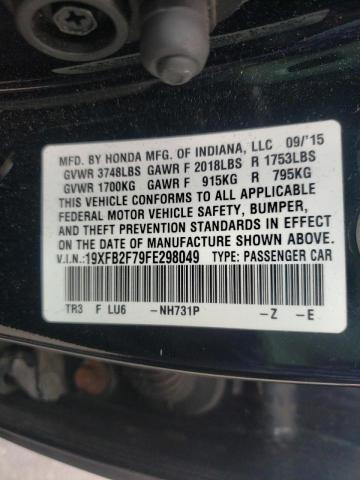 MFD. BY HONDA MFG. OF INDIANA, LLC 09/'15
GVWR 3748LBS GAWR F 2018LBS R 1753LBS
GVWR 1700KG GAWR F 915KG R 795KG
THIS VEHICLE CONFORMS TO ALL APPLICABLE
FEDERAL MOTOR VEHICLE SAFETY, BUMPER,
AND THEFT PREVENTION STANDARDS IN EFFECT
ON THE DATE OF MANUFACTURE SHOWN ABOVE.
V.I.N.:19XFB2F79FE298049 TYPE: PASSENGER CAR
TR3 F LU6 -NH731P -Z -E